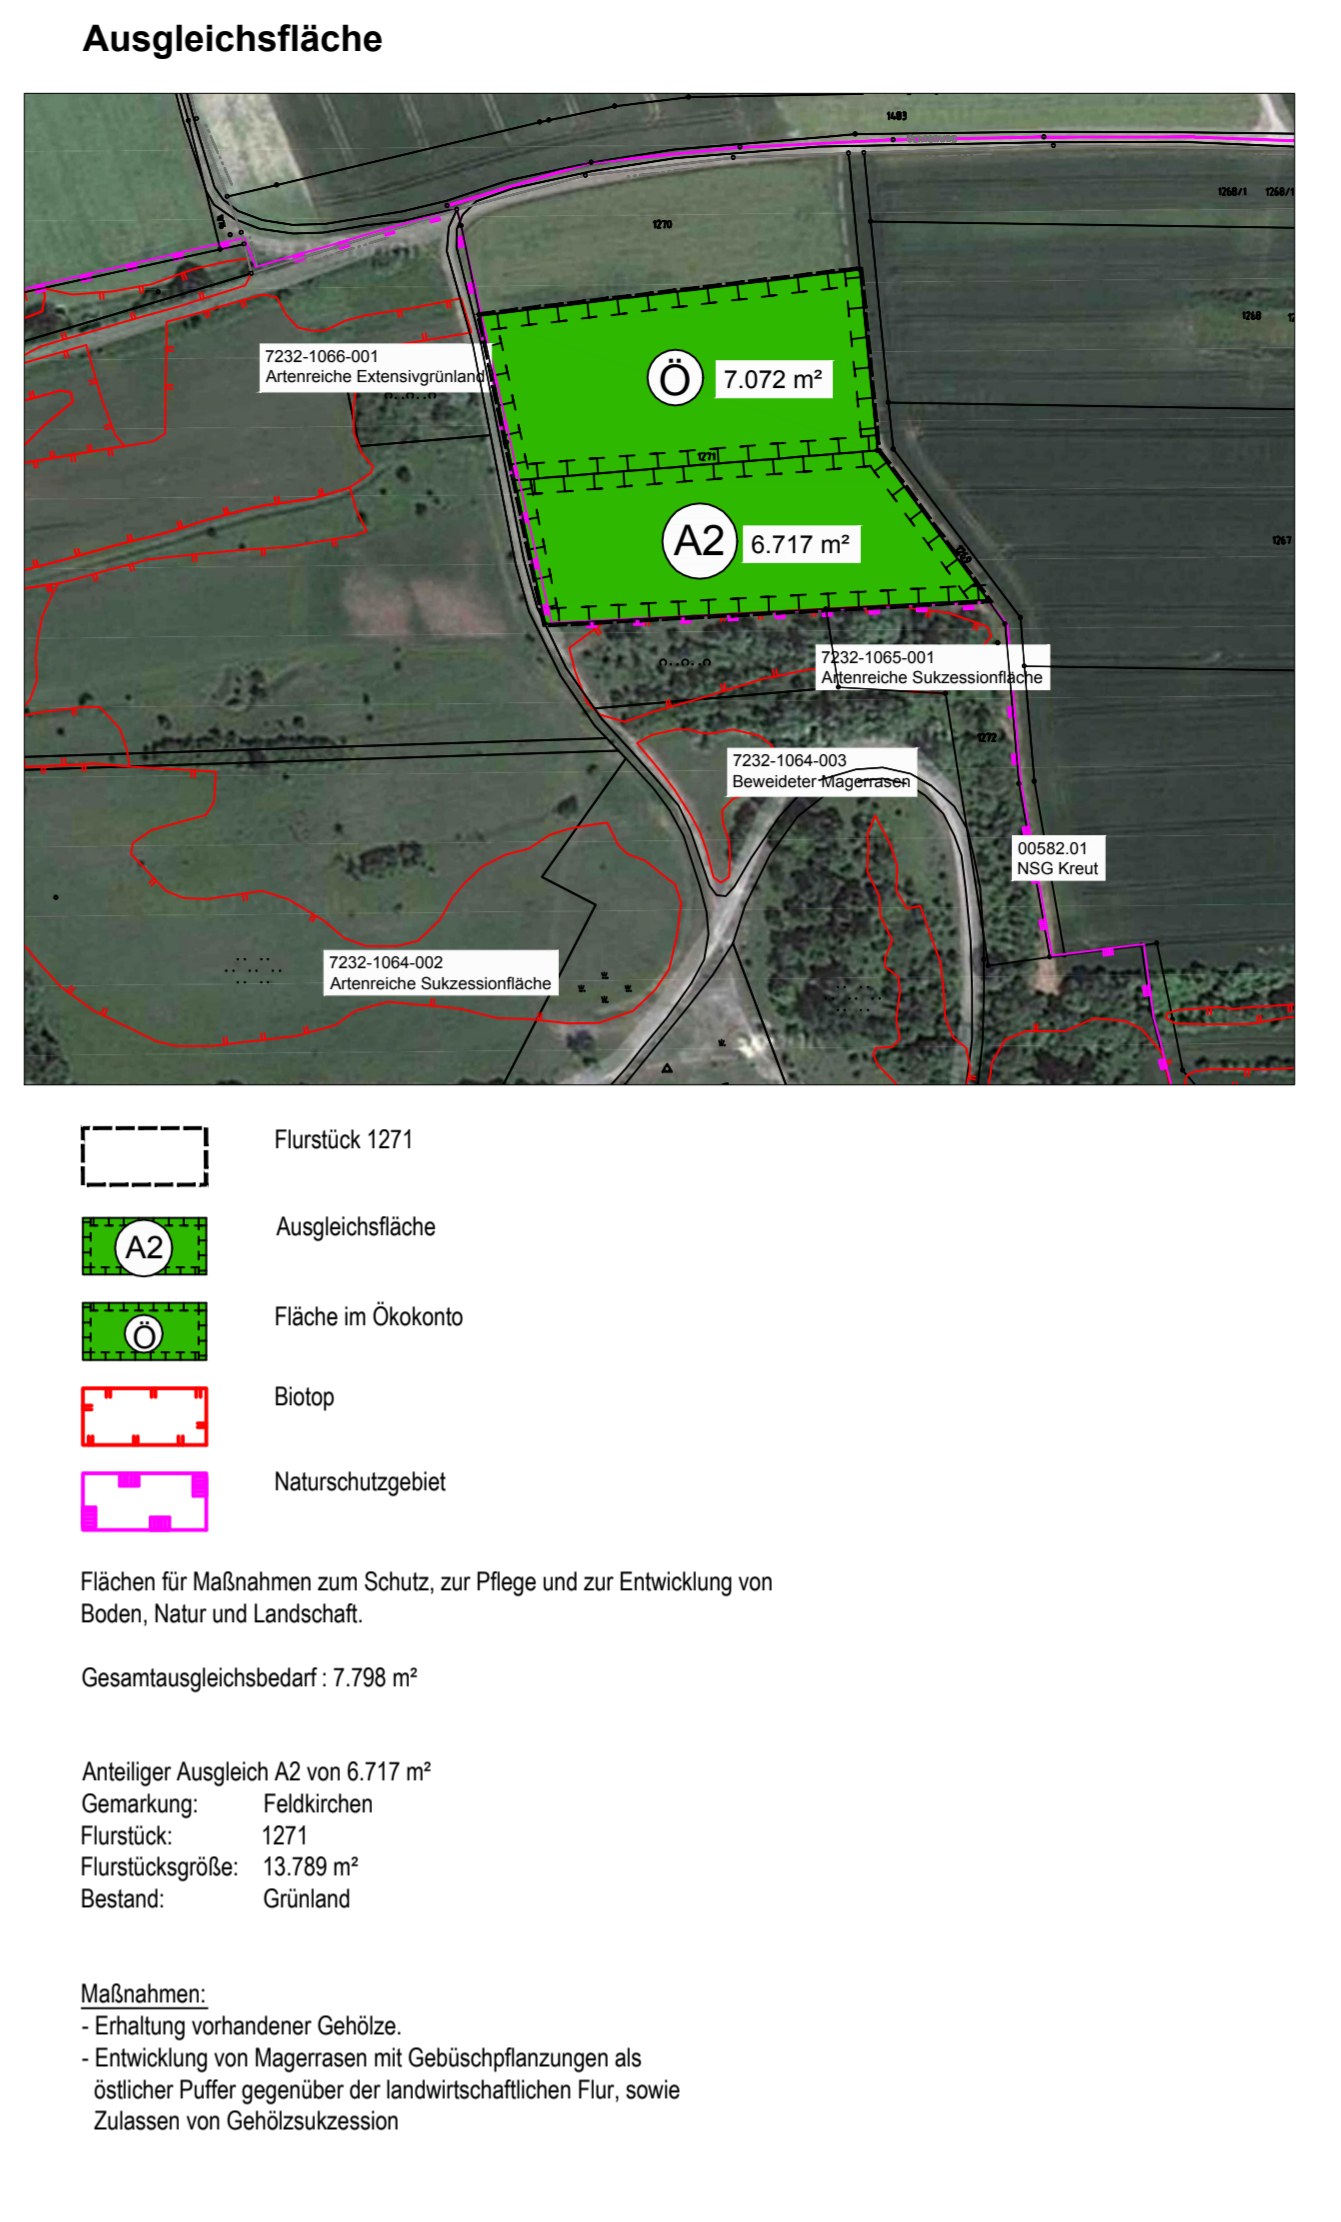 Ausgleichsfläche
1483
1268/1
1270
1268
7232-1066-001
Artenreiche Extensivgrünland
Ö
7.072 m²
1271
A2
6.717 m²
1267
1269
7232-1065-001
Artenreiche Sukzessionfläche
1272
7232-1064-003
Beweideter Magerrasen
00582.01
NSG Kreut
7232-1064-002
Artenreiche Sukzessionfläche
Flurstück 1271
A2
Ausgleichsfläche
Ö
Fläche im Ökokonto
Biotop
Naturschutzgebiet
Flächen für Maßnahmen zum Schutz, zur Pflege und zur Entwicklung von
Boden, Natur und Landschaft.
Gesamtausgleichsbedarf : 7.798 m²
Anteiliger Ausgleich A2 von 6.717 m²
Gemarkung: Feldkirchen
Flurstück: 1271
Flurstücksgröße: 13.789 m²
Bestand: Grünland
Maßnahmen:
- Erhaltung vorhandener Gehölze.
- Entwicklung von Magerrasen mit Gebüschpflanzungen als
östlicher Puffer gegenüber der landwirtschaftlichen Flur, sowie
Zulassen von Gehölzsukzession